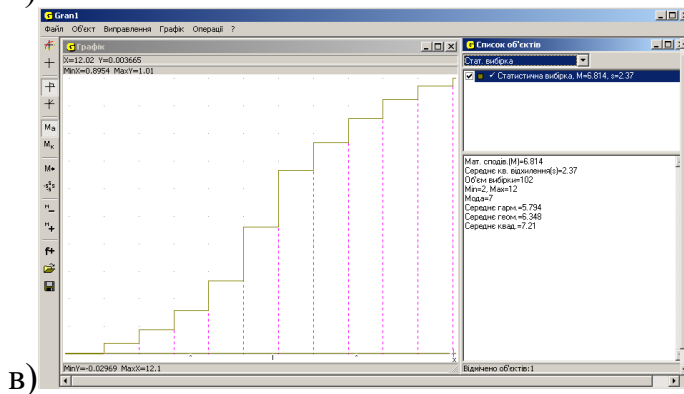 Gran1
Файл Об'єкт Виправлення Графік Операції ?
Графік
X=12.02 Y=0.003665
MinX=0.8954 MaxY=1.01
X
MinY=-0.02969 MaxX=12.1
Список об'єктів
Стат. вибірка
Статистична вибірка, M=6.814, s=2.37
Мат. сподів.(M)=6.814
Середнє кв. відхилення(s)=2.37
Об'єм вибірки=102
Min=2, Max=12
Мода=7
Середнє гарм.=5.794
Середнє геом.=6.348
Середнє квад.=7.21
Відмічено об'єктів:1
в)